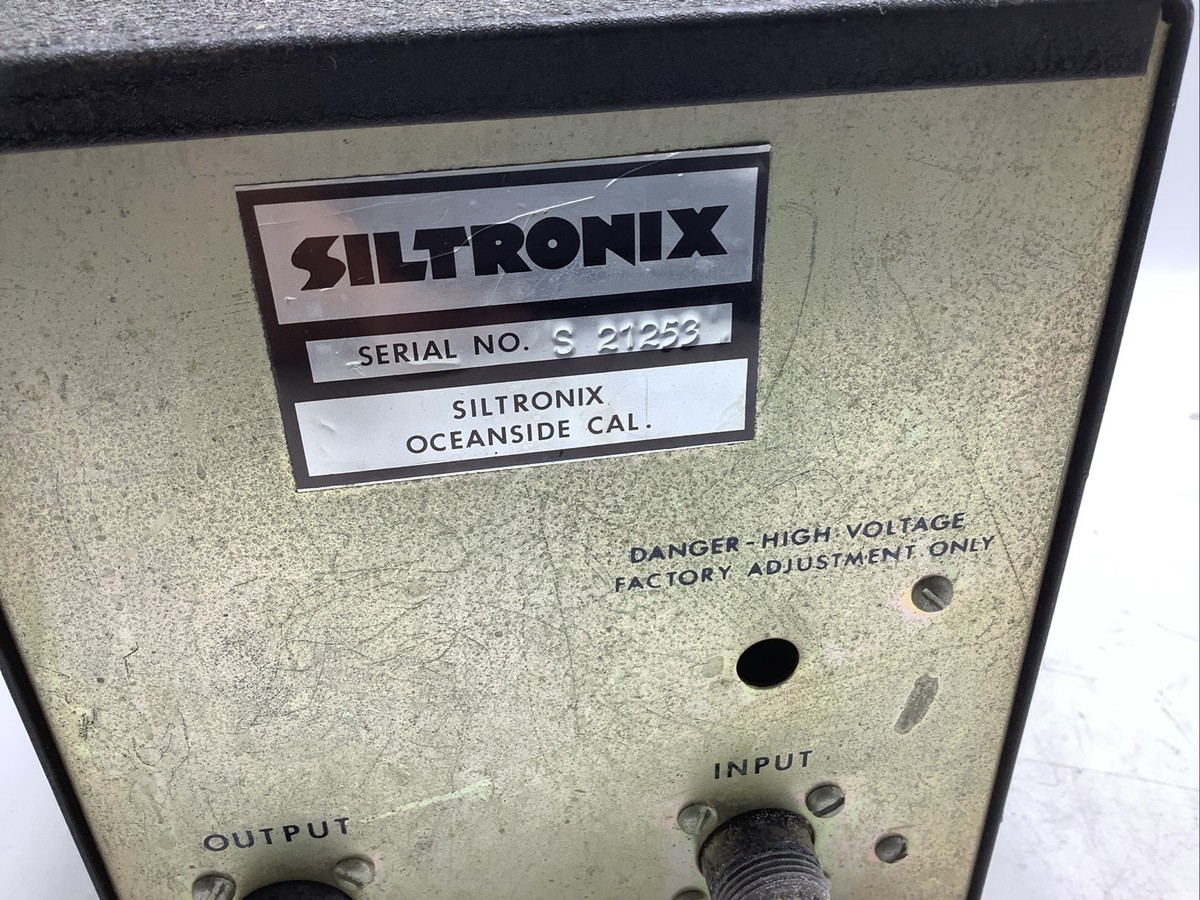 SILTRONIX
SERIAL NO. S 21253
SILTRONIX
OCEANSIDE CAL.
DANGER-HIGH VOLTAGE
FACTORY ADJUSTMENT ONLY
INPUT
OUTPUT